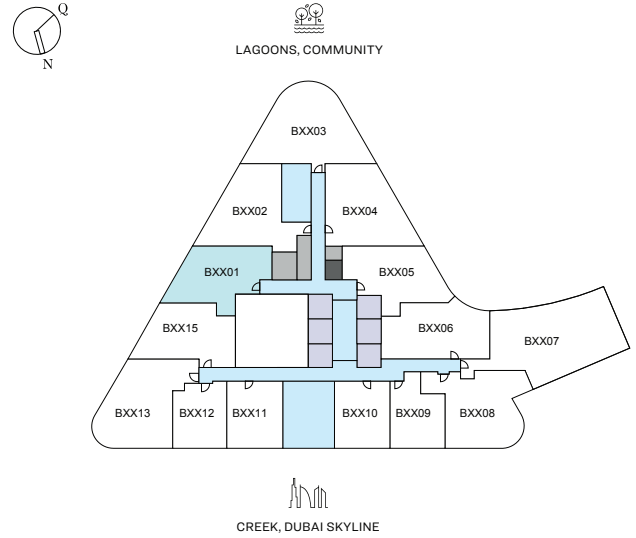 Q
N
LAGOONS, COMMUNITY
BXX03
BXX02
BXX04
BXX01
BXX05
BXX15
BXX06
BXX07
BXX13
BXX12
BXX11
BXX10
BXX09
BXX08
CREEK, DUBAI SKYLINE